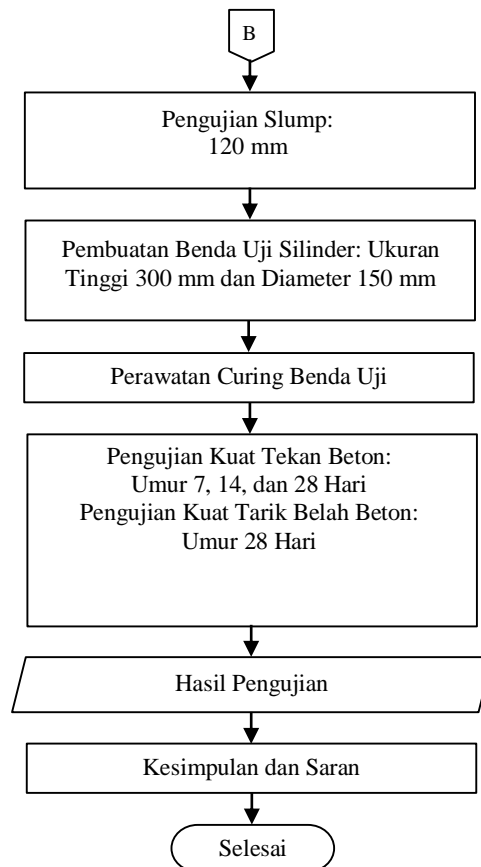 B
Pengujian Slump:
120 mm
Pembuatan Benda Uji Silinder: Ukuran
Tinggi 300 mm dan Diameter 150 mm
Perawatan Curing Benda Uji
Pengujian Kuat Tekan Beton:
Umur 7, 14, dan 28 Hari
Pengujian Kuat Tarik Belah Beton:
Umur 28 Hari
Hasil Pengujian
Kesimpulan dan Saran
Selesai